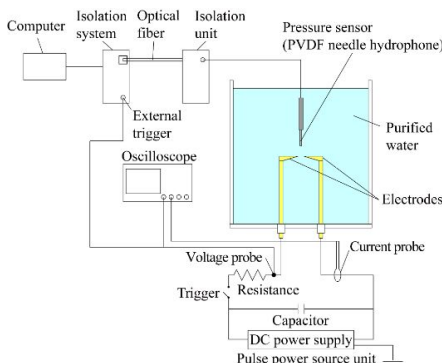 Computer
Isolation
system
Optical
fiber
Isolation
unit
Pressure sensor
(PVDF needle hydrophone)
External
trigger
Purified
water
Oscilloscope
Electrodes
Voltage probe
Current probe
Trigger
Resistance
Capacitor
DC power supply
Pulse power source unit